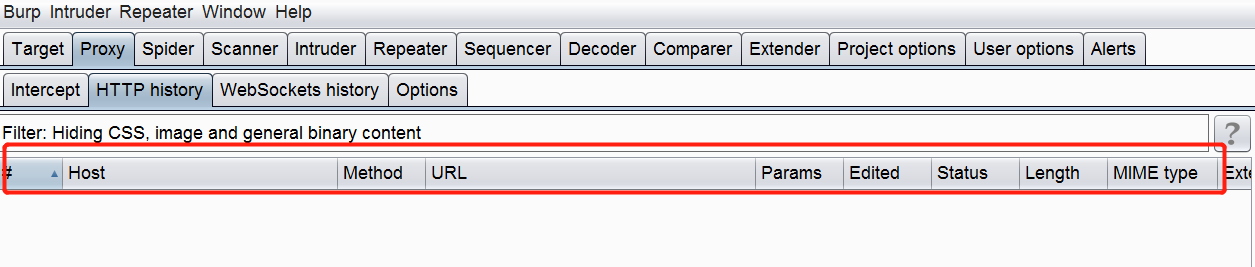 Burp Intruder Repeater Window Help
Target Proxy Spider Scanner Intruder Repeater Sequencer Decoder Comparer Extender Project options User options Alerts
Intercept HTTP history WebSockets history Options
Filter: Hiding CSS, image and general binary content ?
# Host Method URL Params Edited Status Length MIME type Exte